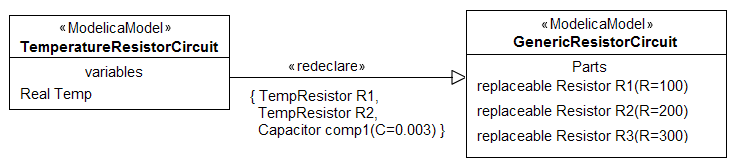 «ModelicaModel»
TemperatureResistorCircuit
variables
Real Temp
«redeclare»
{ TempResistor R1,
TempResistor R2,
Capacitor comp1(C=0.003) }
«ModelicaModel»
GenericResistorCircuit
Parts
replaceable Resistor R1(R=100)
replaceable Resistor R2(R=200)
replaceable Resistor R3(R=300)